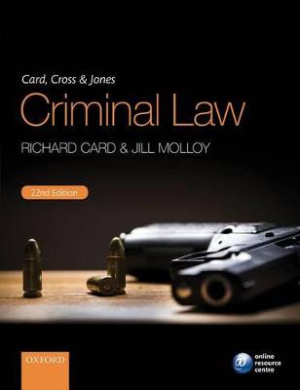 Card, Cross & Jones
Criminal Law
RICHARD CARD & JILL MOLLOY
22nd Edition
OXFORD
online
resource
centre